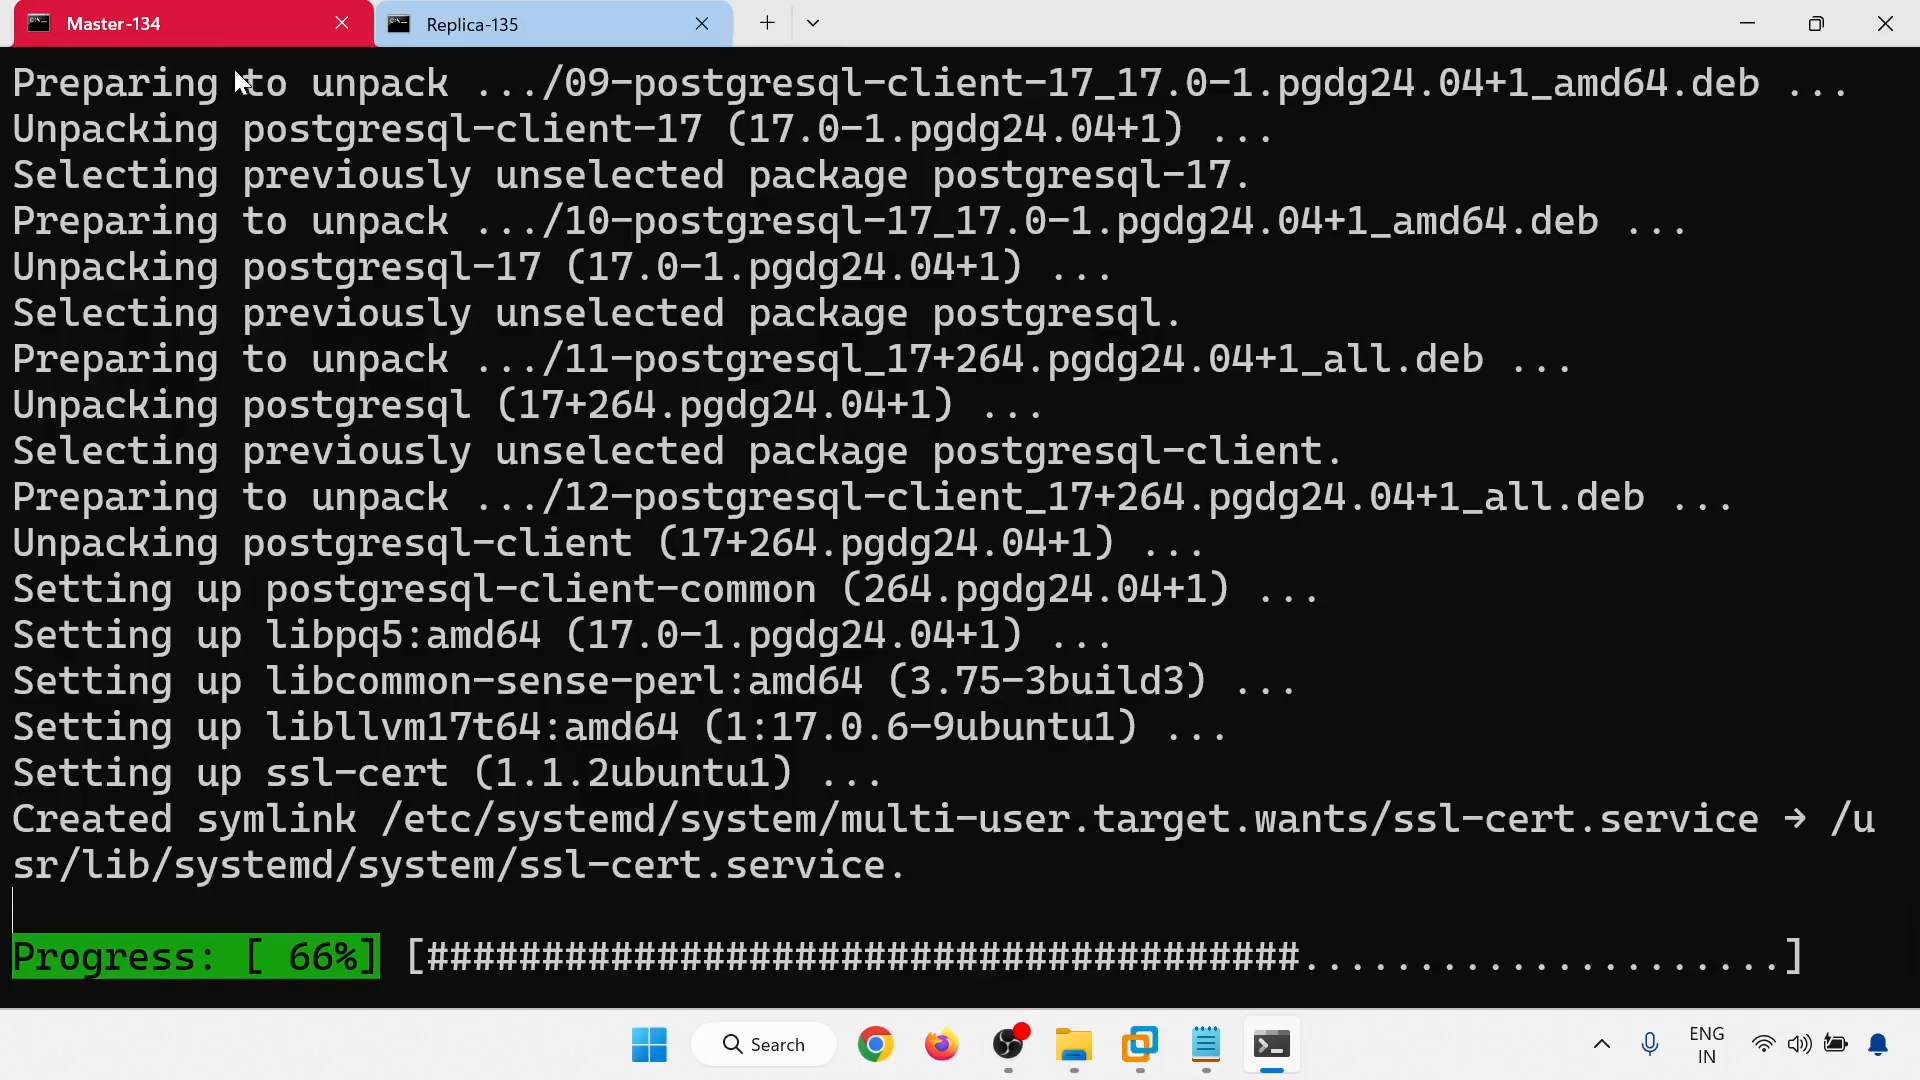 Master-134
Replica-135
Preparing to unpack .../09-postgresql-client-17_17.0-1.pgdg24.04+1_amd64.deb ...
Unpacking postgresql-client-17 (17.0-1.pgdg24.04+1) ...
Selecting previously unselected package postgresql-17.
Preparing to unpack .../10-postgresql-17_17.0-1.pgdg24.04+1_amd64.deb ...
Unpacking postgresql-17 (17.0-1.pgdg24.04+1) ...
Selecting previously unselected package postgresql.
Preparing to unpack .../11-postgresql_17+264.pgdg24.04+1_all.deb ...
Unpacking postgresql (17+264.pgdg24.04+1) ...
Selecting previously unselected package postgresql-client.
Preparing to unpack .../12-postgresql-client_17+264.pgdg24.04+1_all.deb ...
Unpacking postgresql-client (17+264.pgdg24.04+1) ...
Setting up postgresql-client-common (264.pgdg24.04+1) ...
Setting up libpq5:amd64 (17.0-1.pgdg24.04+1) ...
Setting up libcommon-sense-perl:amd64 (3.75-3build3) ...
Setting up libllvm17t64:amd64 (1:17.0.6-9ubuntu1) ...
Setting up ssl-cert (1.1.2ubuntu1) ...
Created symlink /etc/systemd/system/multi-user.target.wants/ssl-cert.service → /u
sr/lib/systemd/system/ssl-cert.service.
Progress: [ 66%] [######################################.....................]
Search
ENG
IN